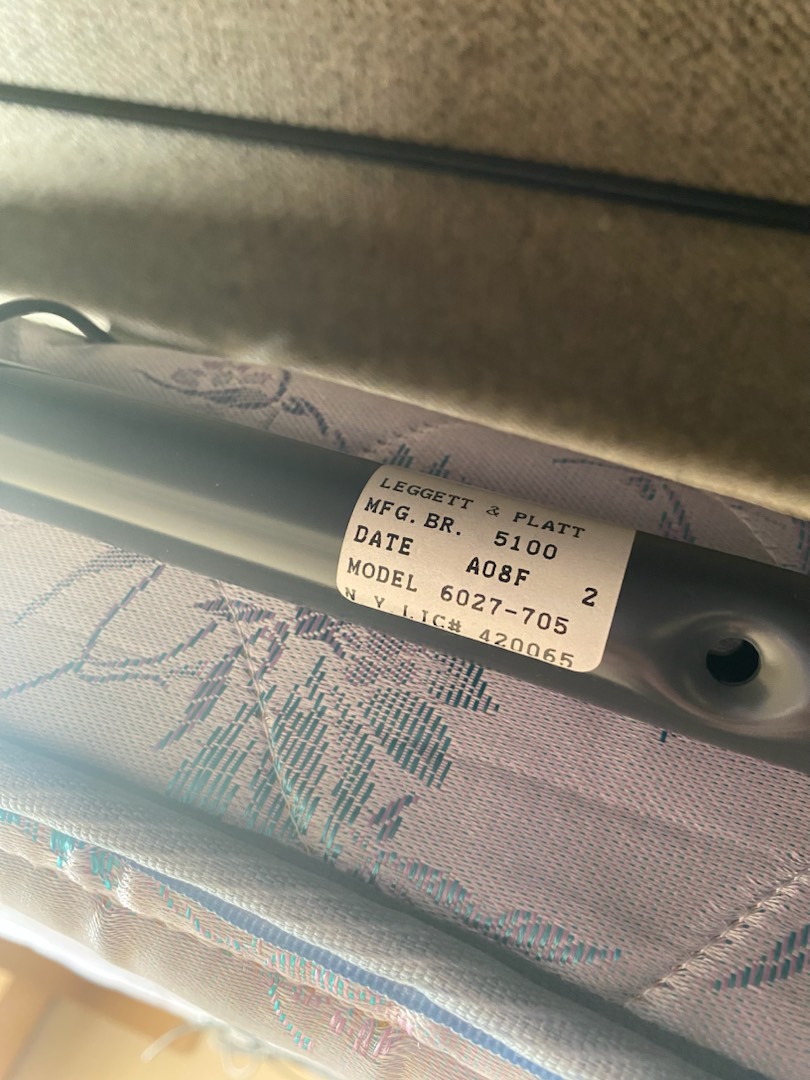 LEGGETT & PLATT
MFG. BR. 5100
DATE A08F 2
MODEL 6027-705
N Y LIC# 420065